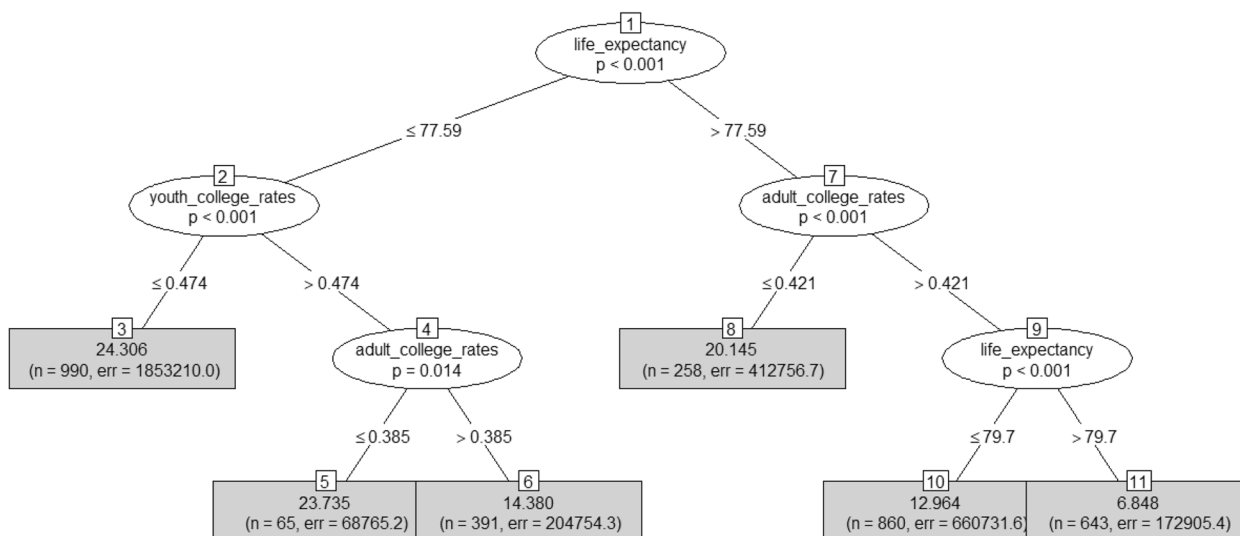 1
life_expectancy
p < 0.001
≤ 77.59
> 77.59
2
youth_college_rates
p < 0.001
7
adult_college_rates
p < 0.001
≤ 0.474
> 0.474
≤ 0.421
> 0.421
3
24.306
(n = 990, err = 1853210.0)
4
adult_college_rates
p = 0.014
8
20.145
(n = 258, err = 412756.7)
9
life_expectancy
p < 0.001
≤ 0.385
> 0.385
≤ 79.7
> 79.7
5
23.735
(n = 65, err = 68765.2)
6
14.380
(n = 391, err = 204754.3)
10
12.964
(n = 860, err = 660731.6)
11
6.848
(n = 643, err = 172905.4)